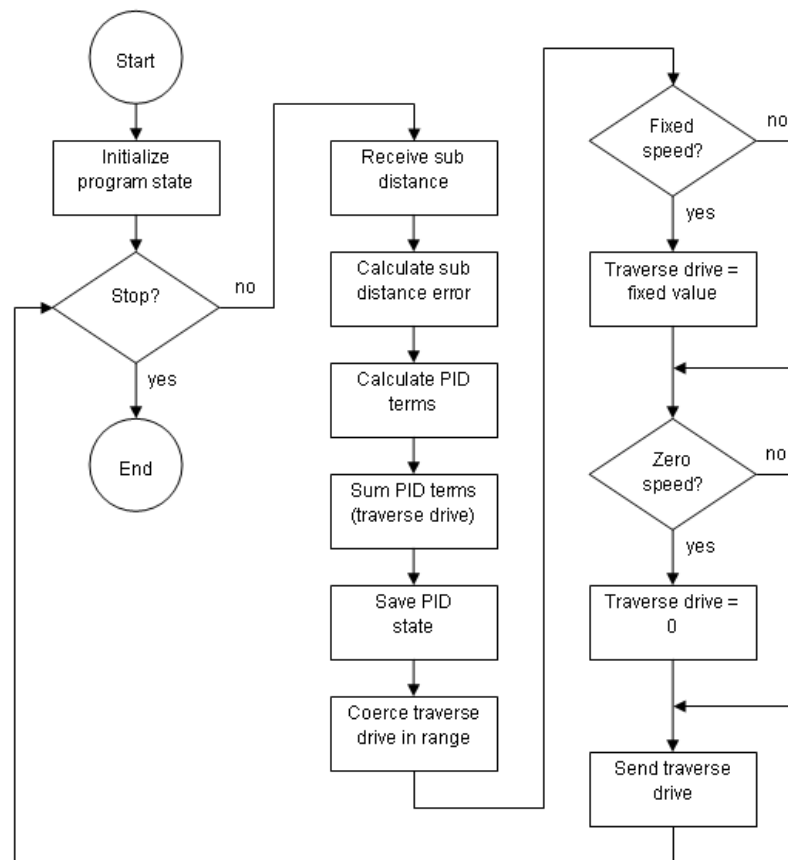 Start
Initialize
program state
Stop?
no
yes
End
Receive sub
distance
Calculate sub
distance error
Calculate PID
terms
Sum PID terms
(traverse drive)
Save PID
state
Coerce traverse
drive in range
Fixed
speed?
no
yes
Traverse drive =
fixed value
Zero
speed?
no
yes
Traverse drive =
0
Send traverse
drive